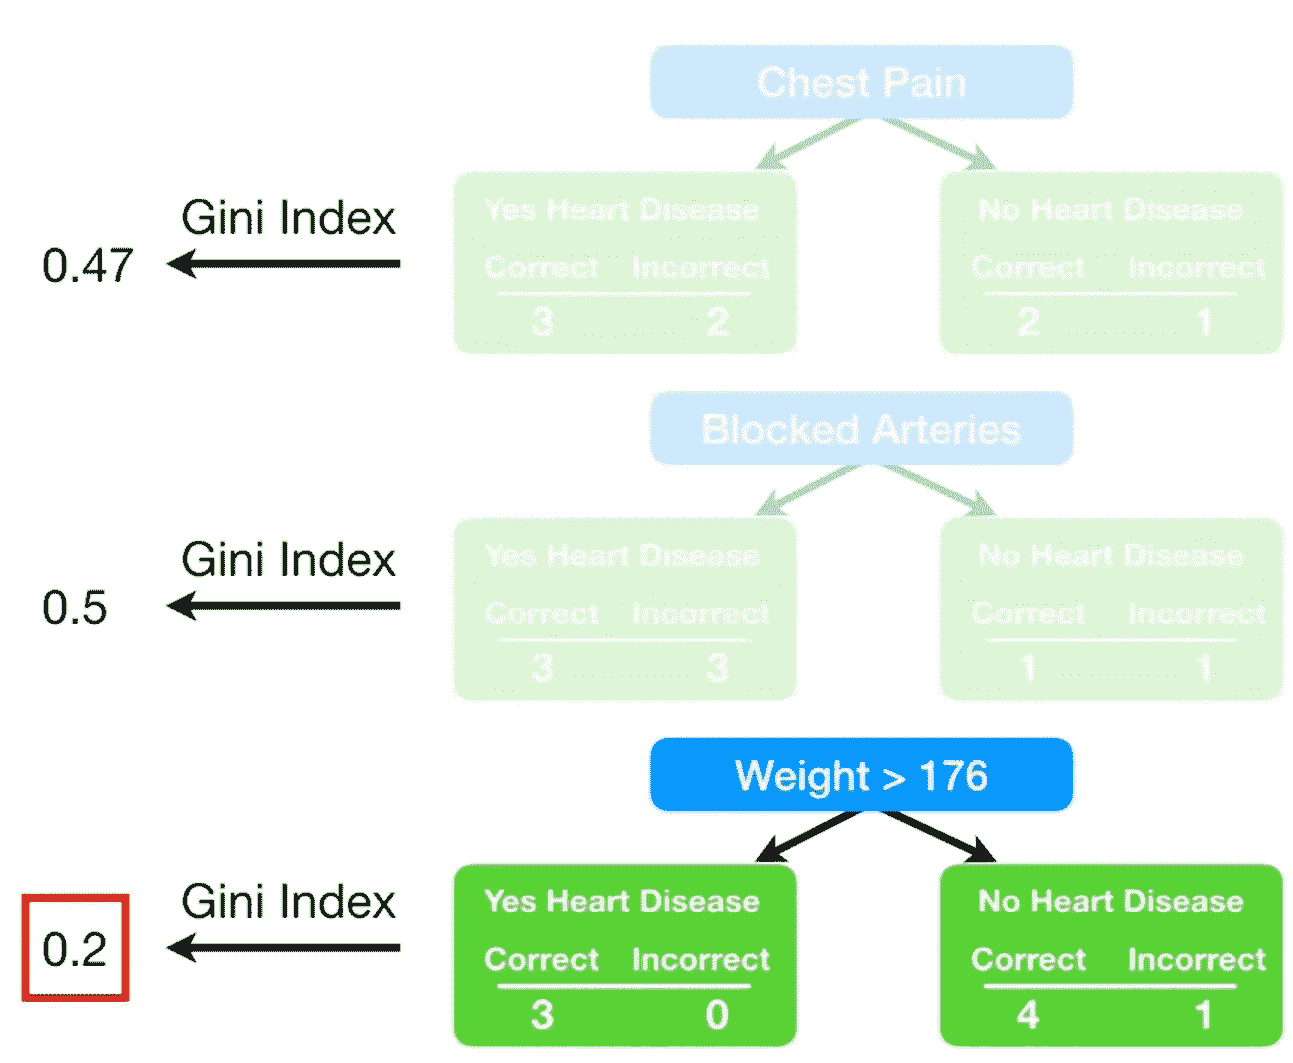 Chest Pain
Gini Index
0.47
Yes Heart Disease
Correct Incorrect
3 2
No Heart Disease
Correct Incorrect
2 1
Blocked Arteries
Gini Index
0.5
Yes Heart Disease
Correct Incorrect
3 3
No Heart Disease
Correct Incorrect
1 1
Weight > 176
Gini Index
0.2
Yes Heart Disease
Correct Incorrect
3 0
No Heart Disease
Correct Incorrect
4 1